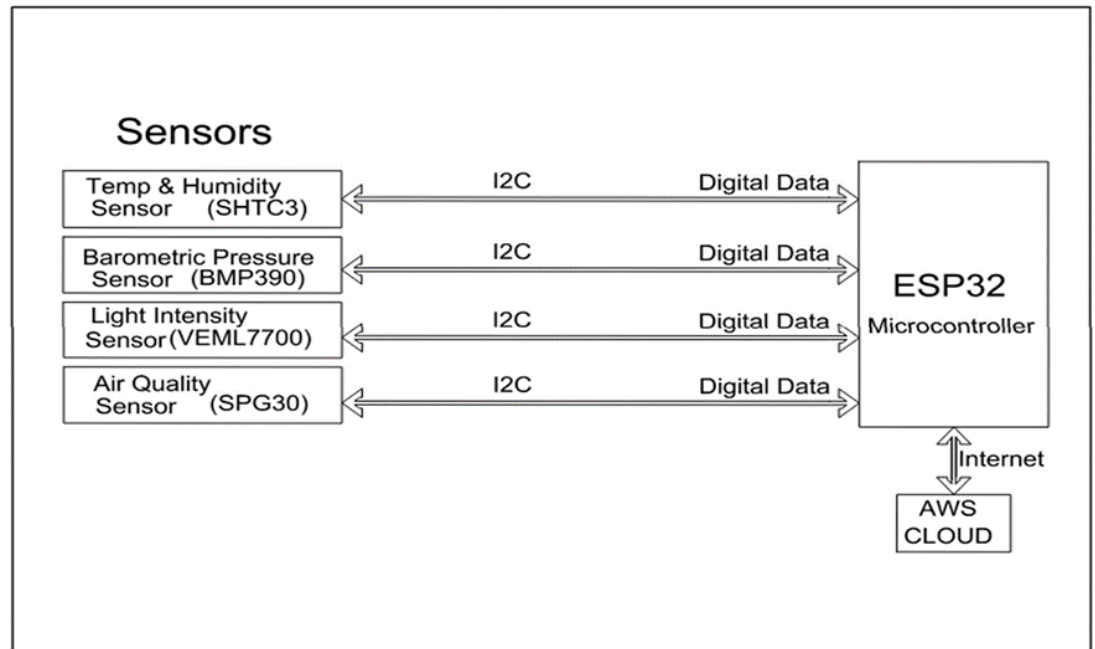 Sensors
Temp & Humidity
Sensor (SHTC3)
I2C
Digital Data
Barometric Pressure
Sensor (BMP390)
I2C
Digital Data
Light Intensity
Sensor(VEML7700)
I2C
Digital Data
Air Quality
Sensor (SPG30)
I2C
Digital Data
ESP32
Microcontroller
Internet
AWS
CLOUD